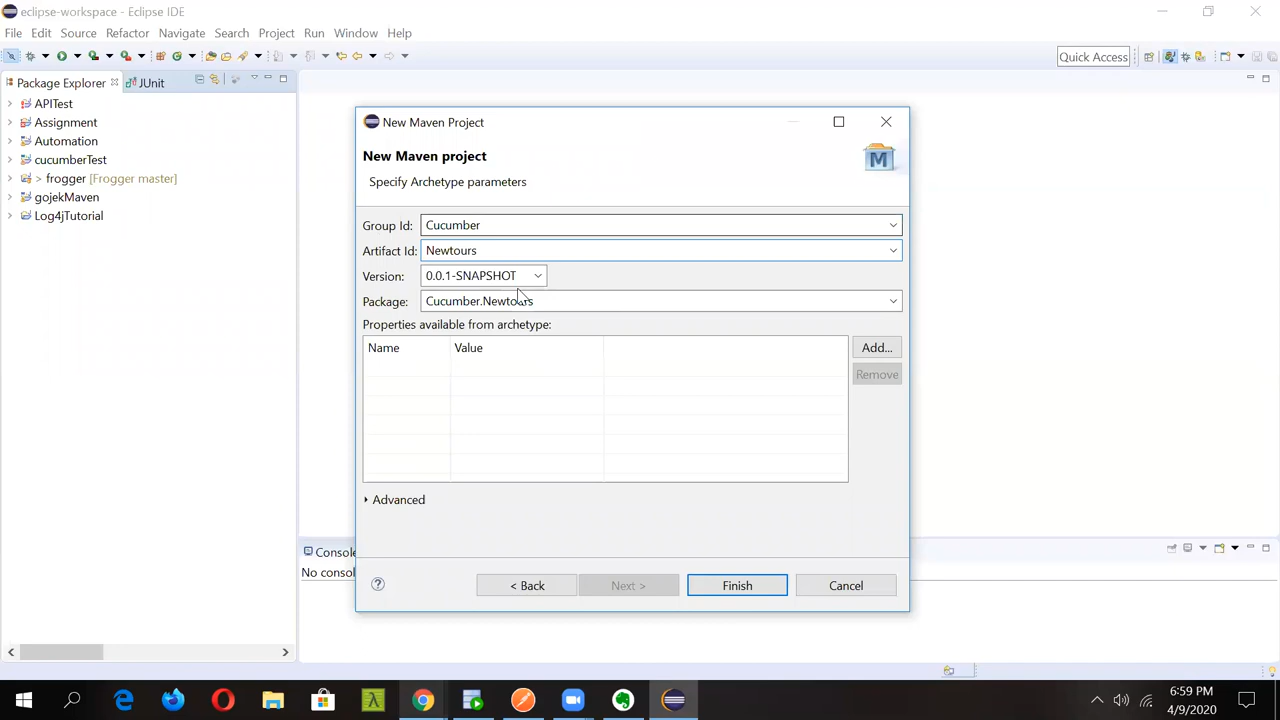 eclipse-workspace - Eclipse IDE
File Edit Source Refactor Navigate Search Project Run Window Help
Quick Access
Package Explorer JUnit
APITest
Assignment
Automation
cucumberTest
> frogger [Frogger master]
gojekMaven
Log4jTutorial
New Maven Project
New Maven project
M
Specify Archetype parameters
Group Id: Cucumber
Artifact Id: Newtours
Version: 0.0.1-SNAPSHOT
Package: Cucumber.Newtours
Properties available from archetype:
Name Value
Add...
Remove
Advanced
Console
No consol
? < Back Next > Finish Cancel
6:59 PM
4/9/2020